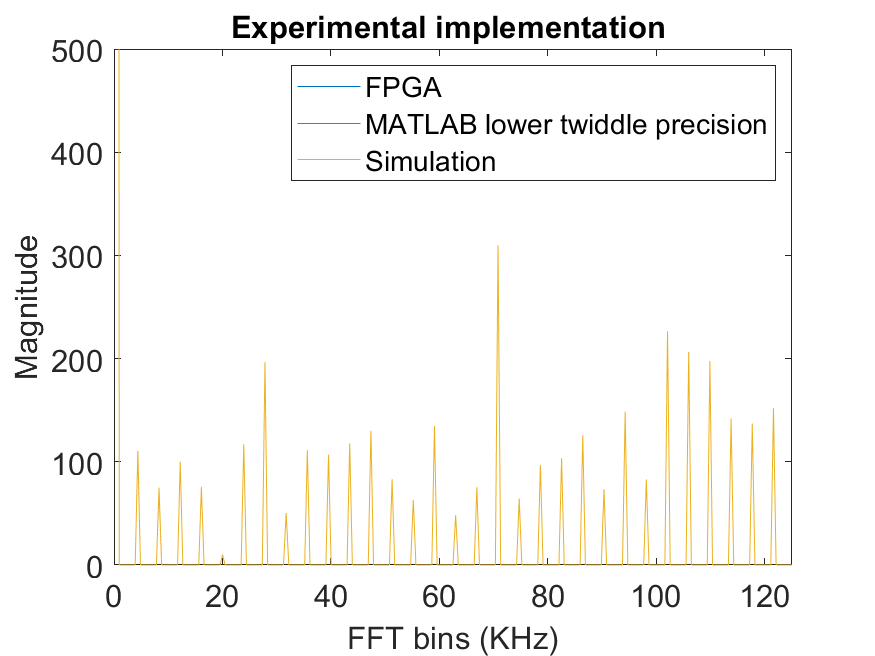 Experimental implementation
500
400
300
200
100
0
Magnitude
FPGA
MATLAB lower twiddle precision
Simulation
0 20 40 60 80 100 120
FFT bins (KHz)